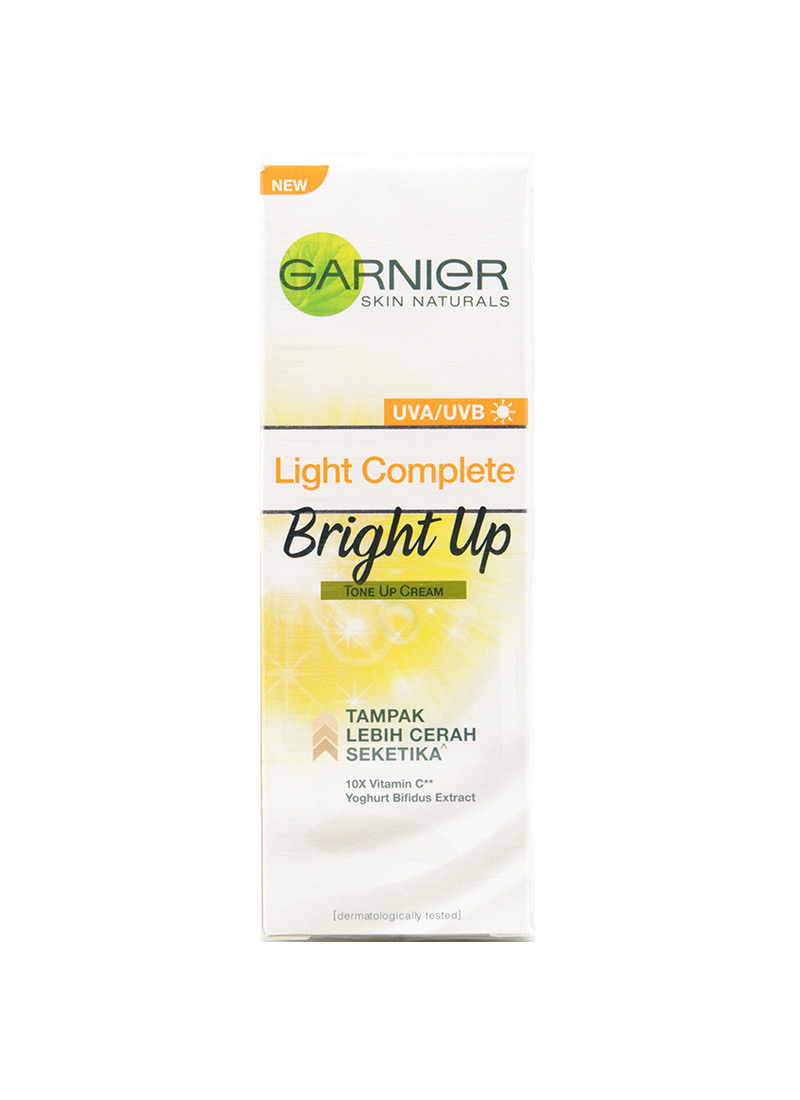 NEW
GARNIER
SKIN NATURALS
UVA/UVB
Light Complete
Bright Up
TONE UP CREAM
TAMPAK
LEBIH CERAH
SEKETIKA^
10X Vitamin C**
Yoghurt Bifidus Extract
[dermatologically tested]